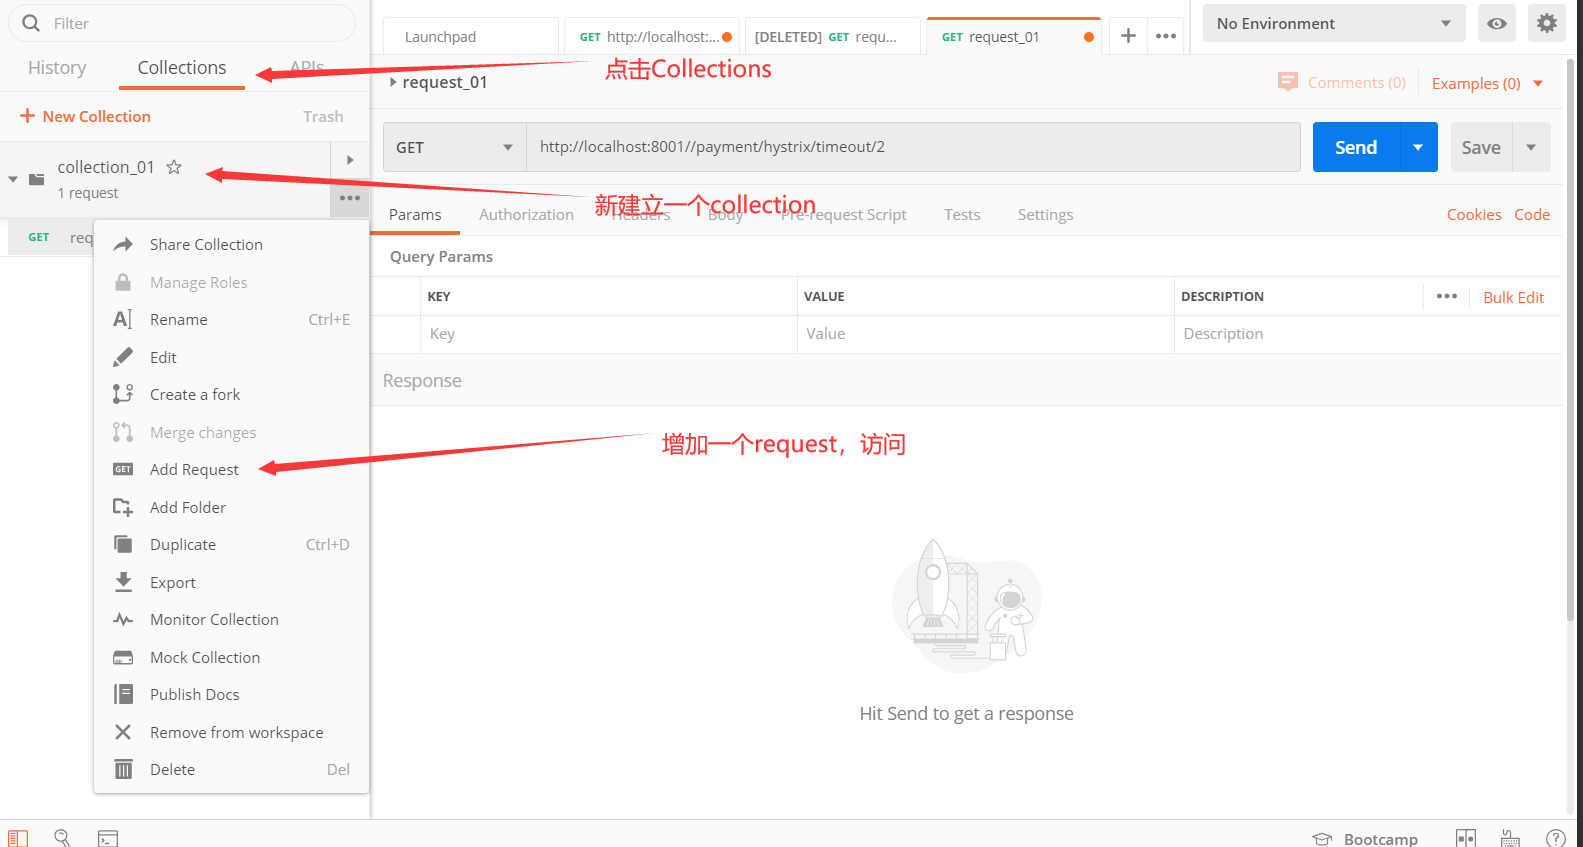 Filter
History
Collections
APIs
New Collection
Trash
collection_01
1 request
GET req
Share Collection
Manage Roles
Rename Ctrl+E
Edit
Create a fork
Merge changes
GET Add Request
Add Folder
Duplicate Ctrl+D
Export
Monitor Collection
Mock Collection
Publish Docs
Remove from workspace
Delete Del
Launchpad
GET http://localhost:...
[DELETED] GET requ...
GET request_01
No Environment
点击Collections
request_01
Comments (0)
Examples (0)
GET
http://localhost:8001//payment/hystrix/timeout/2
Send
Save
新建立一个collection
Params Authorization Headers Body Pre-request Script Tests Settings
Cookies Code
Query Params
KEY VALUE DESCRIPTION
Bulk Edit
Key Value Description
Response
增加一个request，访问
Hit Send to get a response
Bootcamp